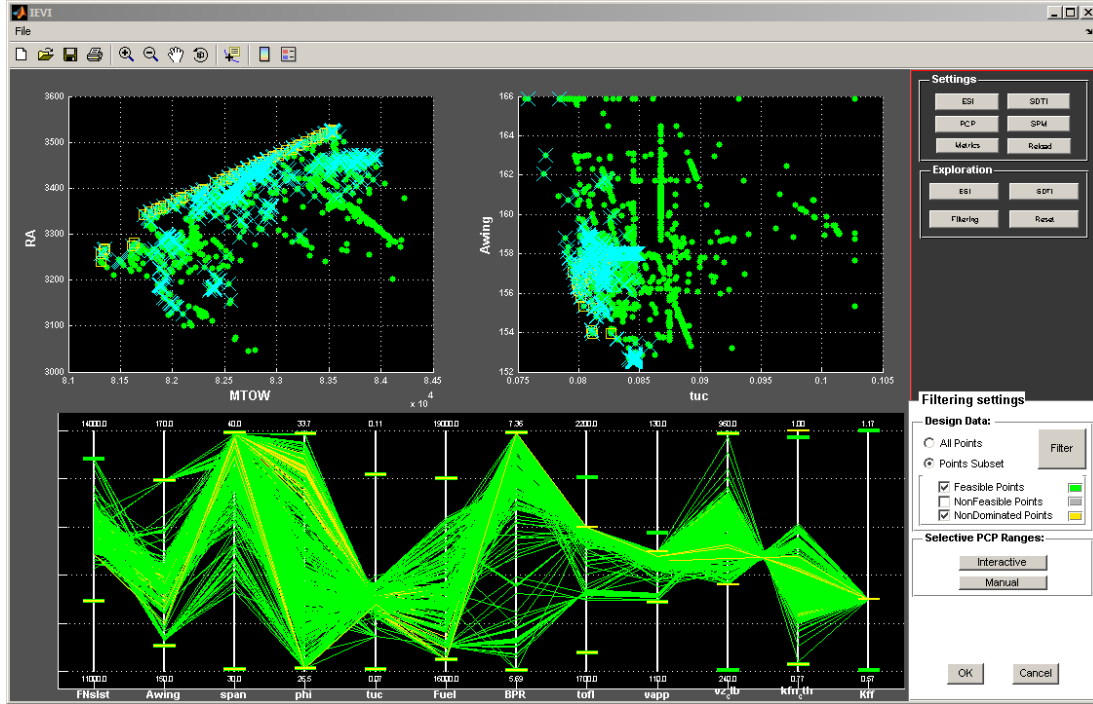 IEVI
File
3600
3500
3400
3300
3200
3100
3000
RA
8.1 8.15 8.2 8.25 8.3 8.35 8.4 8.45
MTOW
x 10 4
166
164
162
160
158
156
154
152
Awing
0.075 0.08 0.085 0.09 0.095 0.1 0.105
tuc
Settings
ESI SDTI
PCP SPM
Metrics Reload
Exploration
ESI SDTI
Filtering Reset
14000.0 170.0 40.0 33.7 0.11 19000.0 7.36 2200.0 130.0 960.0 1.00 1.17
11000.0 150.0 30.0 26.5 0.07 5.69 1700.0 110.0 240.0 0.77 0.57
FNslst Awing span phi tuc Fuel BPR tofl vapp vz_clb kfn_cth Kff
Filtering settings
Design Data:
All Points
Filter
Points Subset
Feasible Points
NonFeasible Points
NonDominated Points
Selective PCP Ranges:
Interactive
Manual
OK Cancel